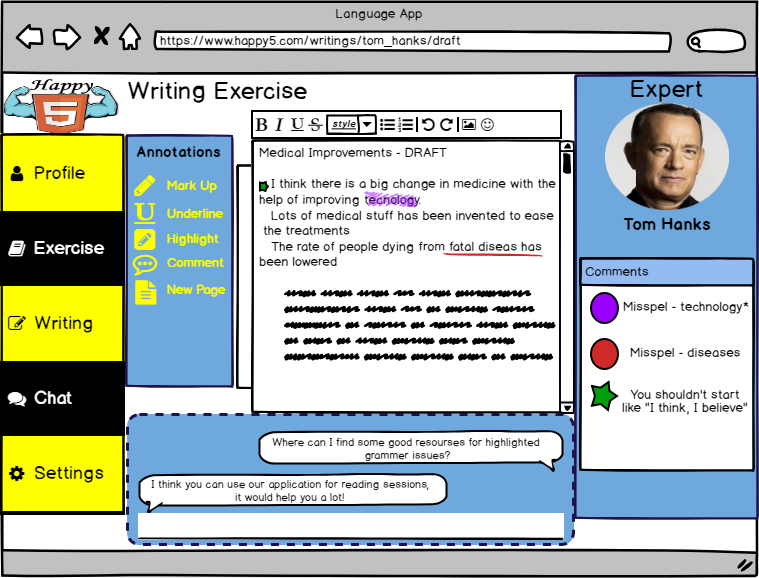 Language App
https://www.happy5.com/writings/tom_hanks/draft
Happy
5
Writing Exercise
Expert
B I U S style
Annotations
Mark Up
Underline
Highlight
Comment
New Page
Profile
Exercise
Writing
Chat
Settings
Medical Improvements - DRAFT
I think there is a big change in medicine with the
help of improving tecnology.
Lots of medical stuff has been invented to ease
the treatments
The rate of people dying from fatal diseas has
been lowered
Tom Hanks
Comments
Misspel - technology*
Misspel - diseases
You shouldn't start
like "I think, I believe"
Where can I find some good resourses for highlighted
grammer issues?
I think you can use our application for reading sessions,
it would help you a lot!